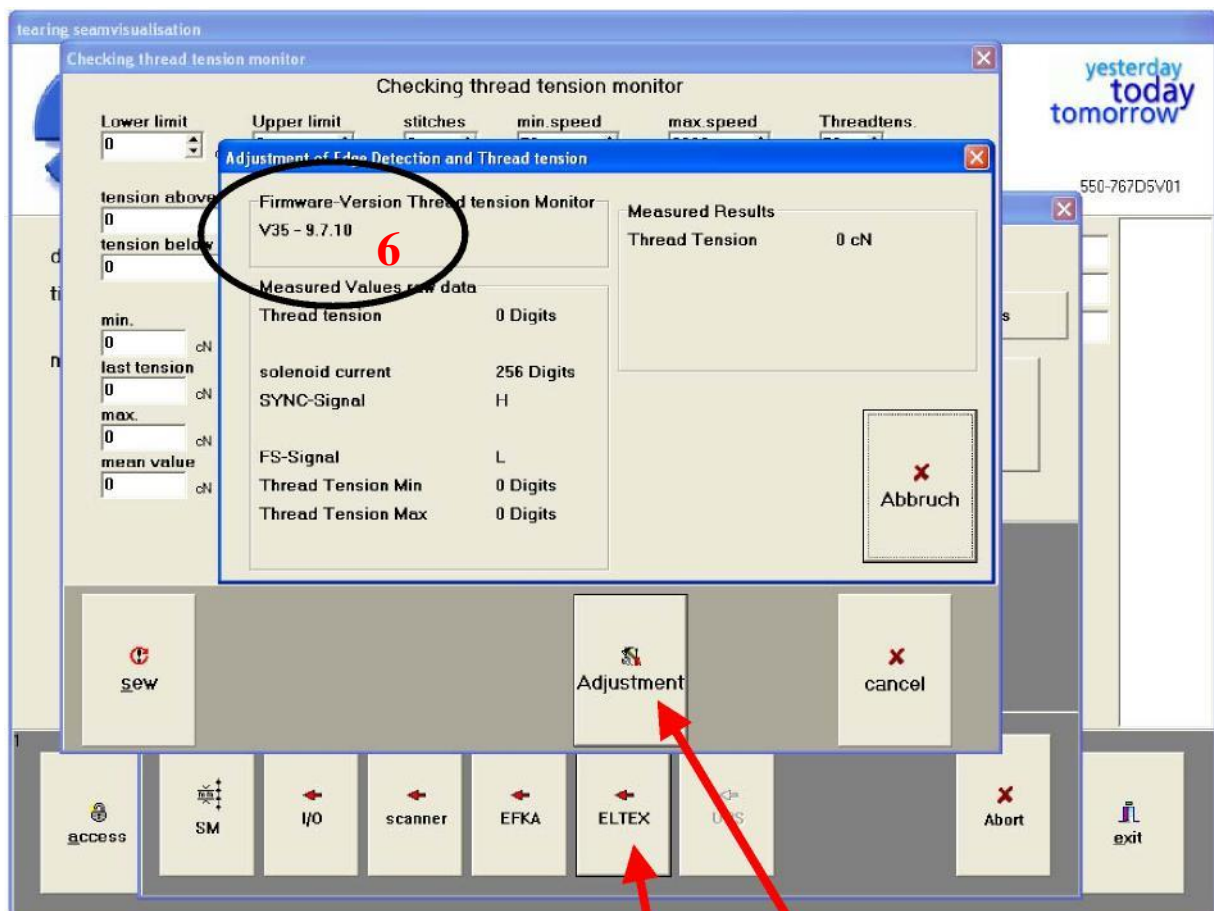 tearing seamvisualisation
Checking thread tension monitor
yesterday
today
tomorrow
550-767D5V01
Checking thread tension monitor
Lower limit Upper limit stitches min.speed max.speed Threadtens.
0
Adjustment of Edge Detection and Thread tension
tension above
0
tension below
0
min.
0 cN
last tension
0 cN
max.
0 cN
mean value
0 cN
Firmware-Version Thread tension Monitor
V35 - 9.7.10
6
Measured Values raw data
Thread tension 0 Digits
solenoid current 256 Digits
SYNC-Signal H
FS-Signal L
Thread Tension Min 0 Digits
Thread Tension Max 0 Digits
Measured Results
Thread Tension 0 cN
Abbruch
sew
Adjustment
cancel
1
access
SM
I/O
scanner
EFKA
ELTEX
Abort
exit